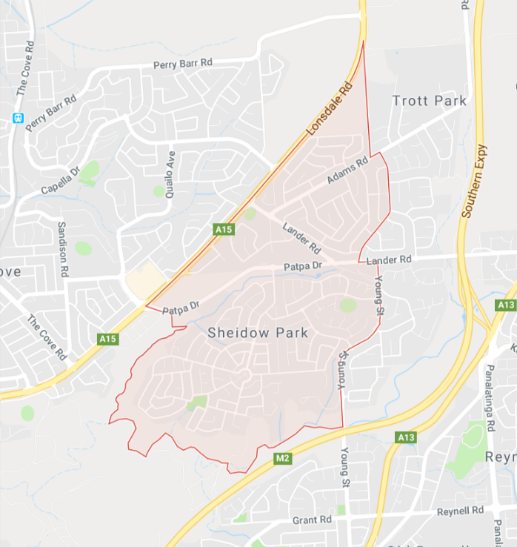 Rd
The Cove Rd
Perry Barr Rd
Perry Barr Rd
Lonsdale Rd
Trott Park
Capella Dr
Quailo Ave
Adams Rd
Southern Expy
Sandison Rd
A15
Lander Rd
Lander Rd
Patpa Dr
ove
Young St
Patpa Dr
A13
The Cove Rd
A15
Sheidow Park
Young St
Panalatinga Rd
A13
Reyn
M2
Young St
Reynell Rd
Grant Rd
Panala